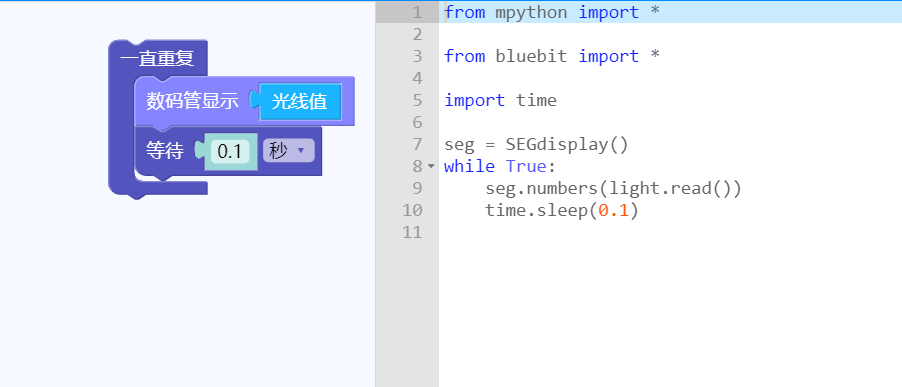 一直重复
数码管显示 光线值
等待 0.1 秒
1 from mpython import *
2
3 from bluebit import *
4
5 import time
6
7 seg = SEGdisplay()
8 while True:
9     seg.numbers(light.read())
10     time.sleep(0.1)
11